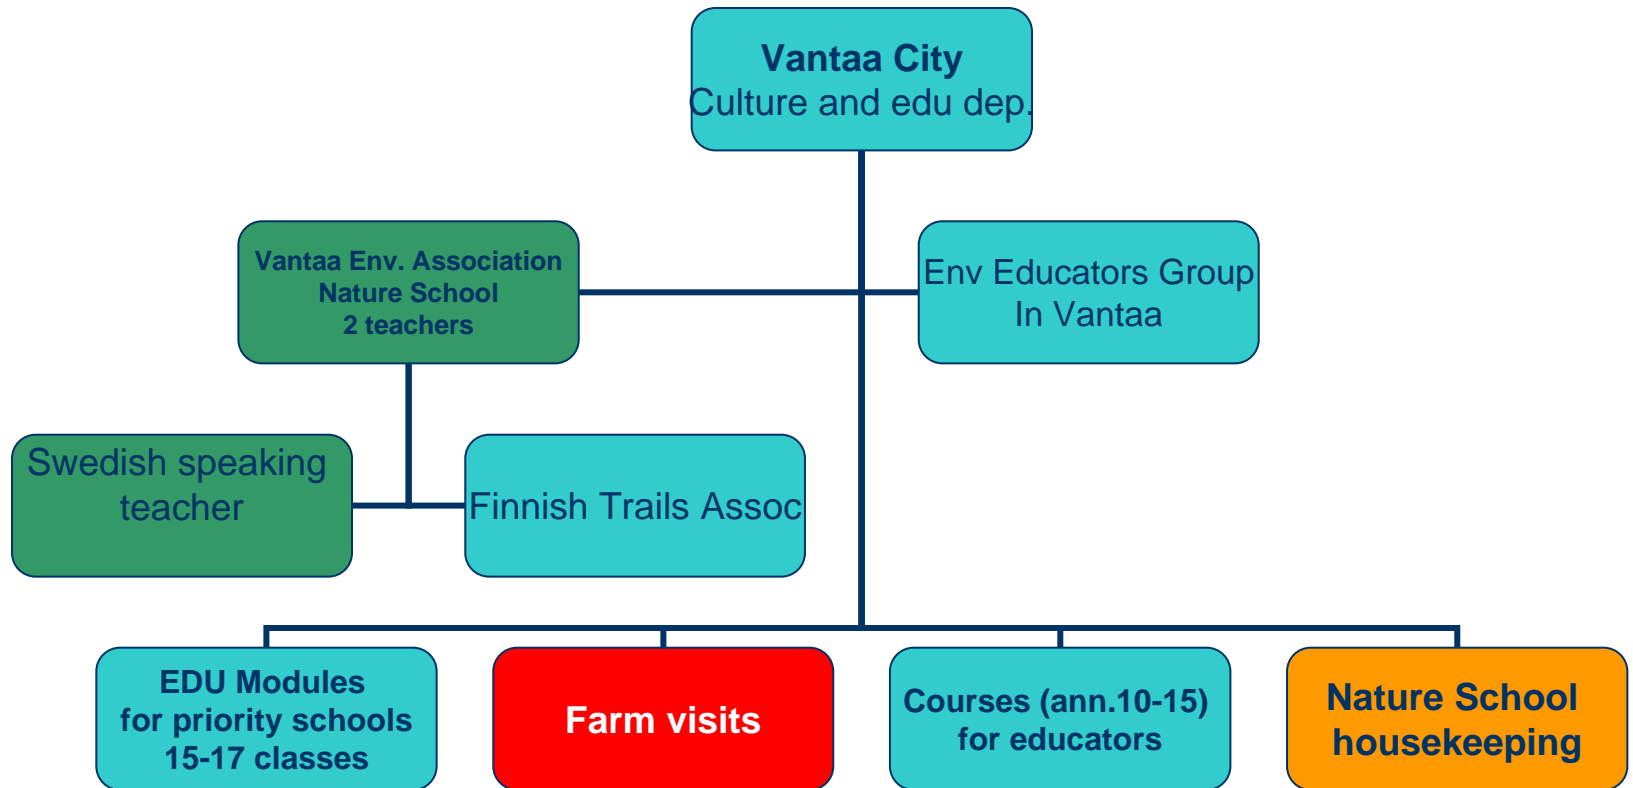 Vantaa City
Culture and edu dep.
Vantaa Env. Association
Nature School
2 teachers
Env Educators Group
In Vantaa
Swedish speaking
teacher
Finnish Trails Assoc
EDU Modules
for priority schools
15-17 classes
Farm visits
Courses (ann.10-15)
for educators
Nature School
housekeeping